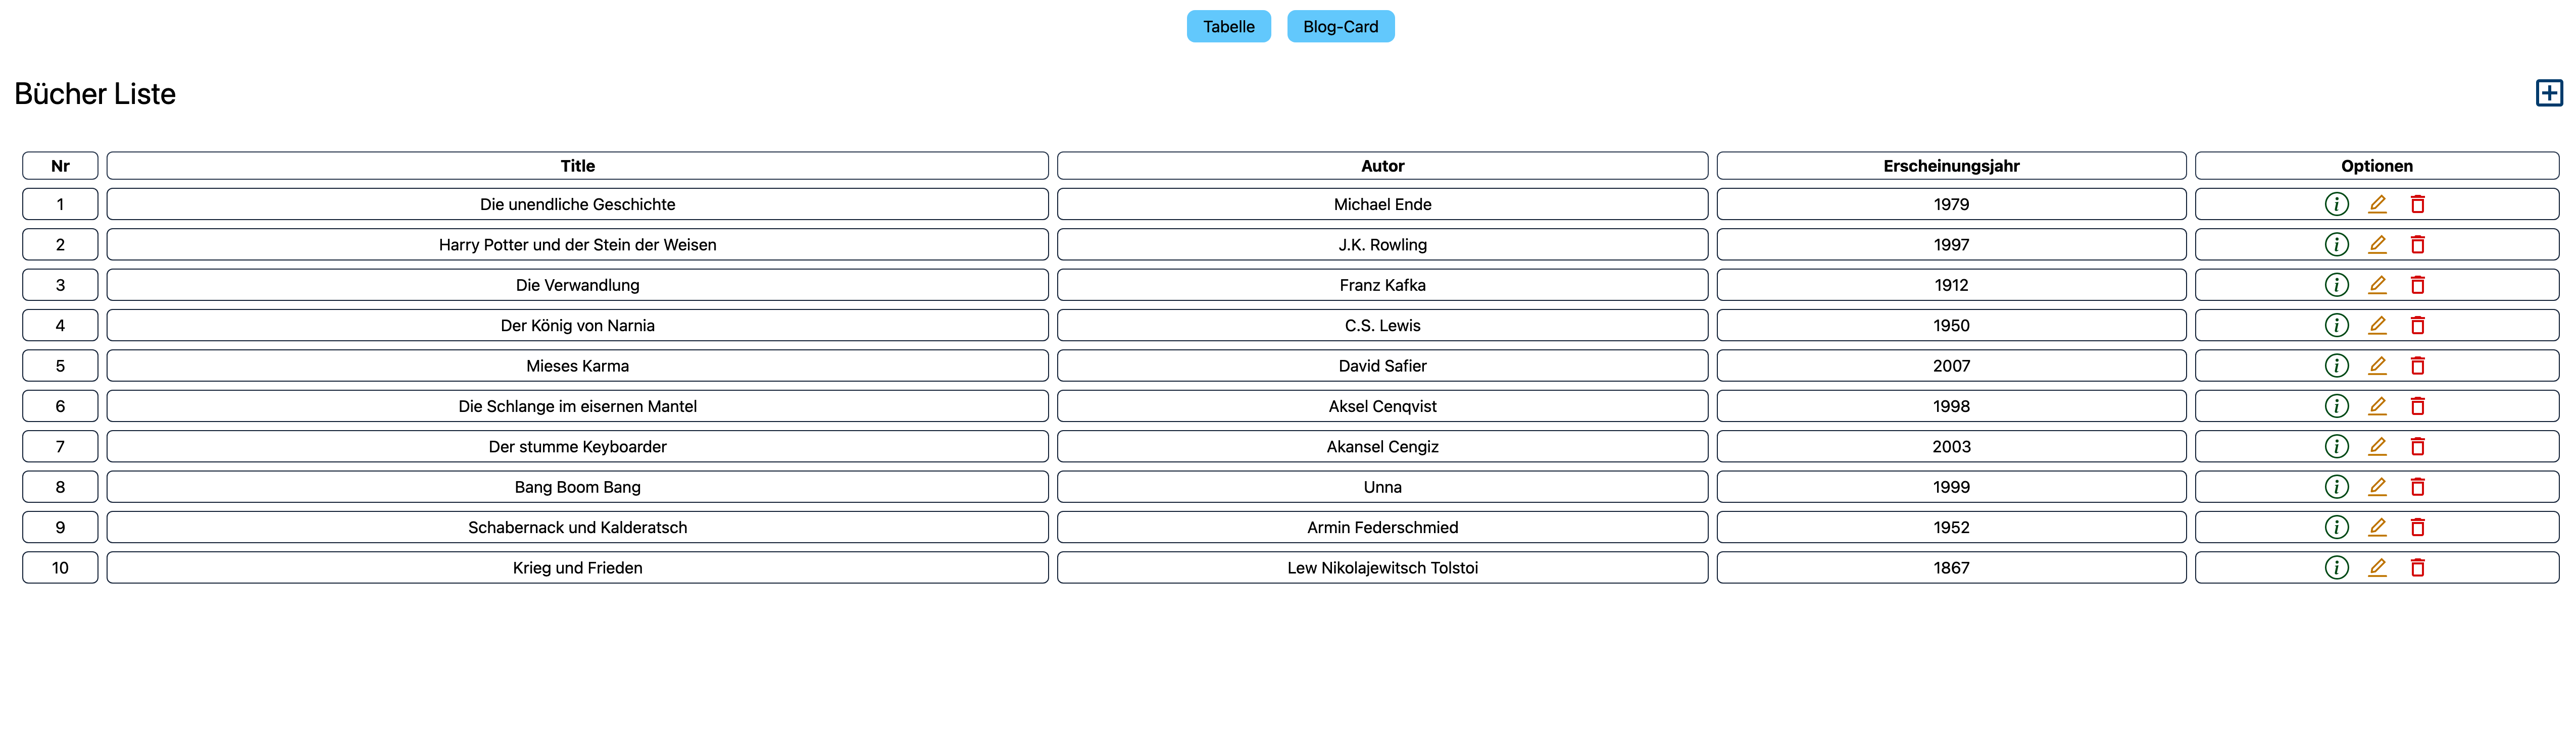 Tabelle Blog-Card
Bücher Liste
Nr Title Autor Erscheinungsjahr Optionen
1 Die unendliche Geschichte Michael Ende 1979
2 Harry Potter und der Stein der Weisen J.K. Rowling 1997
3 Die Verwandlung Franz Kafka 1912
4 Der König von Narnia C.S. Lewis 1950
5 Mieses Karma David Safier 2007
6 Die Schlange im eisernen Mantel Aksel Cenqvist 1998
7 Der stumme Keyboarder Akansel Cengiz 2003
8 Bang Boom Bang Unna 1999
9 Schabernack und Kalderatsch Armin Federschmied 1952
10 Krieg und Frieden Lew Nikolajewitsch Tolstoi 1867